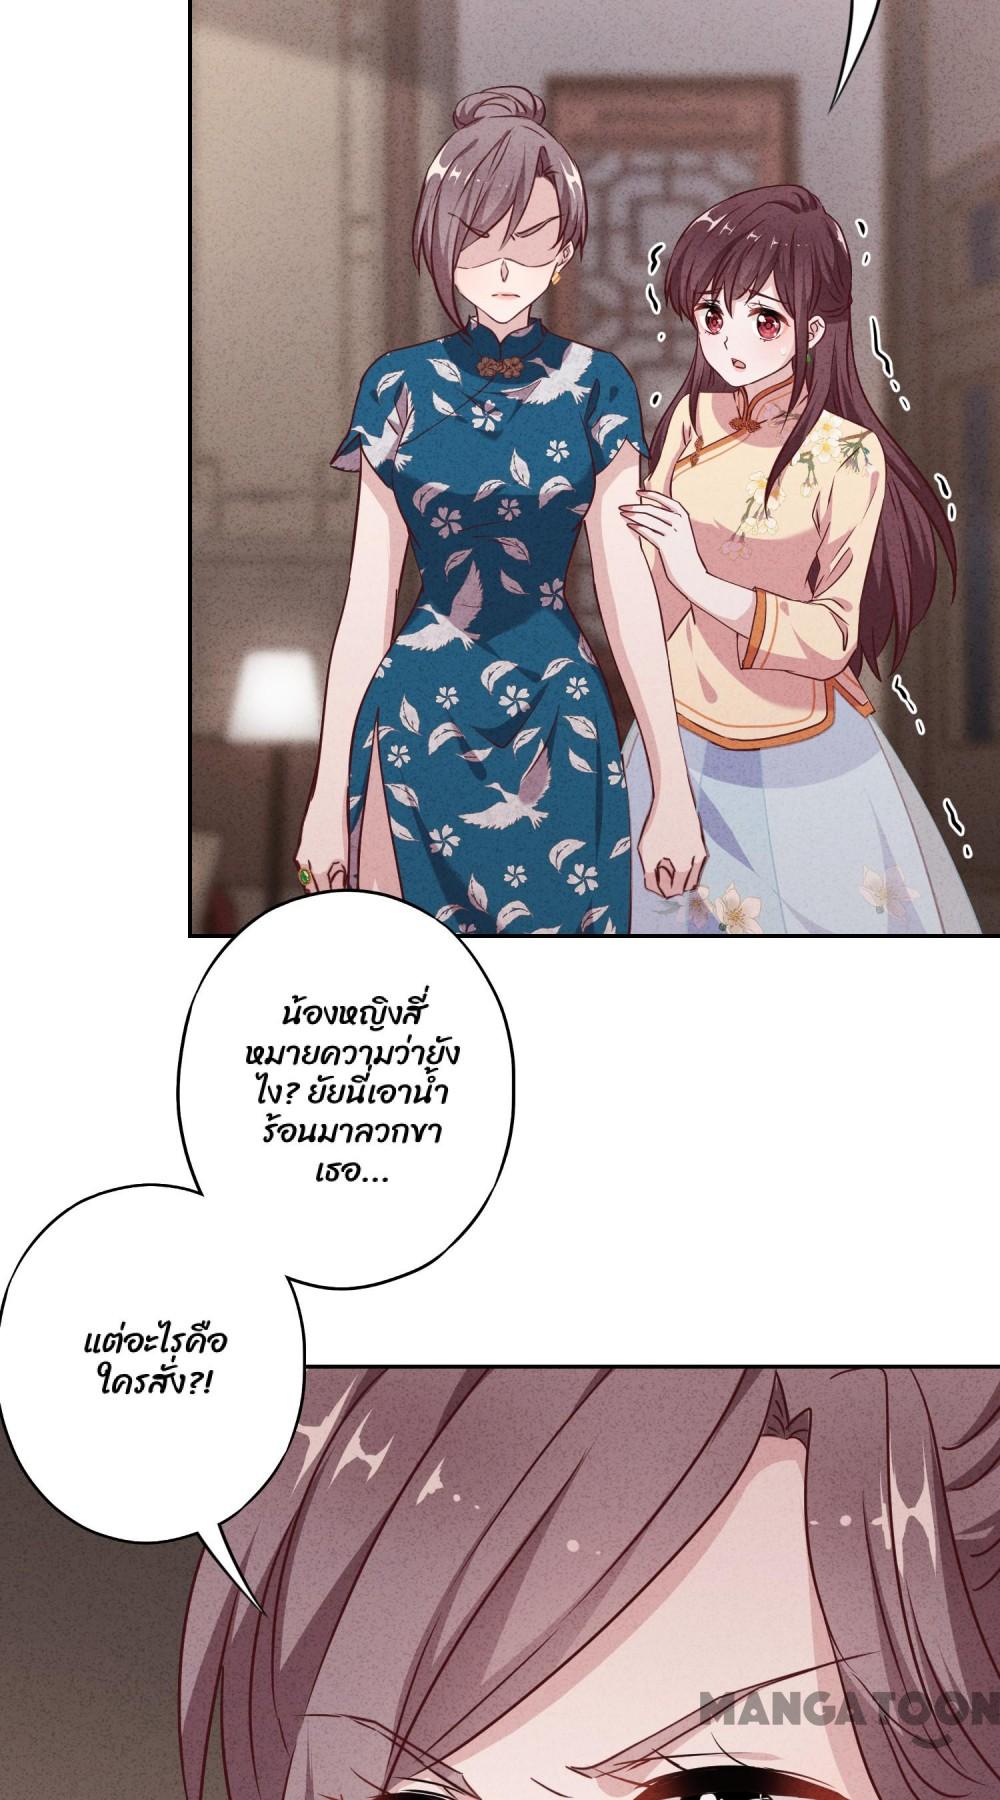 น้องหญิงสี่
หมายความว่ายัง
ไง? ยัยนี่เอาน้ำ
ร้อนมาลวกขา
เธอ...
แต่อะไรคือ
ใครสั่ง?!
MANGATOON